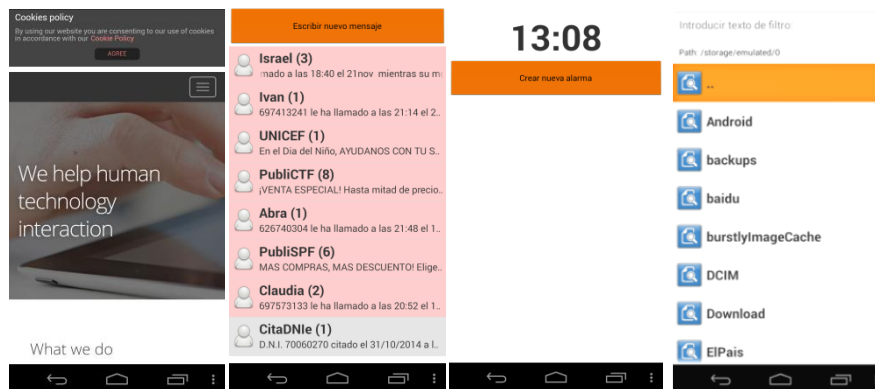 Cookies policy
By using our website you are consenting to our use of cookies
in accordance with our Cookie Policy
AGREE
We help human
technology
interaction
What we do
Escribir nuevo mensaje
Israel (3)
mado a las 18:40 el 21nov mientras su m
Ivan (1)
697413241 le ha llamado a las 21:14 el 2..
UNICEF (1)
En el Dia del Niño, AYUDANOS CON TU S..
PubliCTF (8)
¡VENTA ESPECIAL! Hasta mitad de precio..
Abra (1)
626740304 le ha llamado a las 21:48 el 1..
PubliSPF (6)
MAS COMPRAS, MAS DESCUENTO! Elige..
Claudia (2)
697573133 le ha llamado a las 20:52 el 1..
CitaDNIe (1)
D.N.I. 70060270 citado el 31/10/2014 a l..
13:08
Crear nueva alarma
Introducir texto de filtro:
Path: /storage/emulated/0
..
Android
backups
baidu
burstlyImageCache
DCIM
Download
ElPais